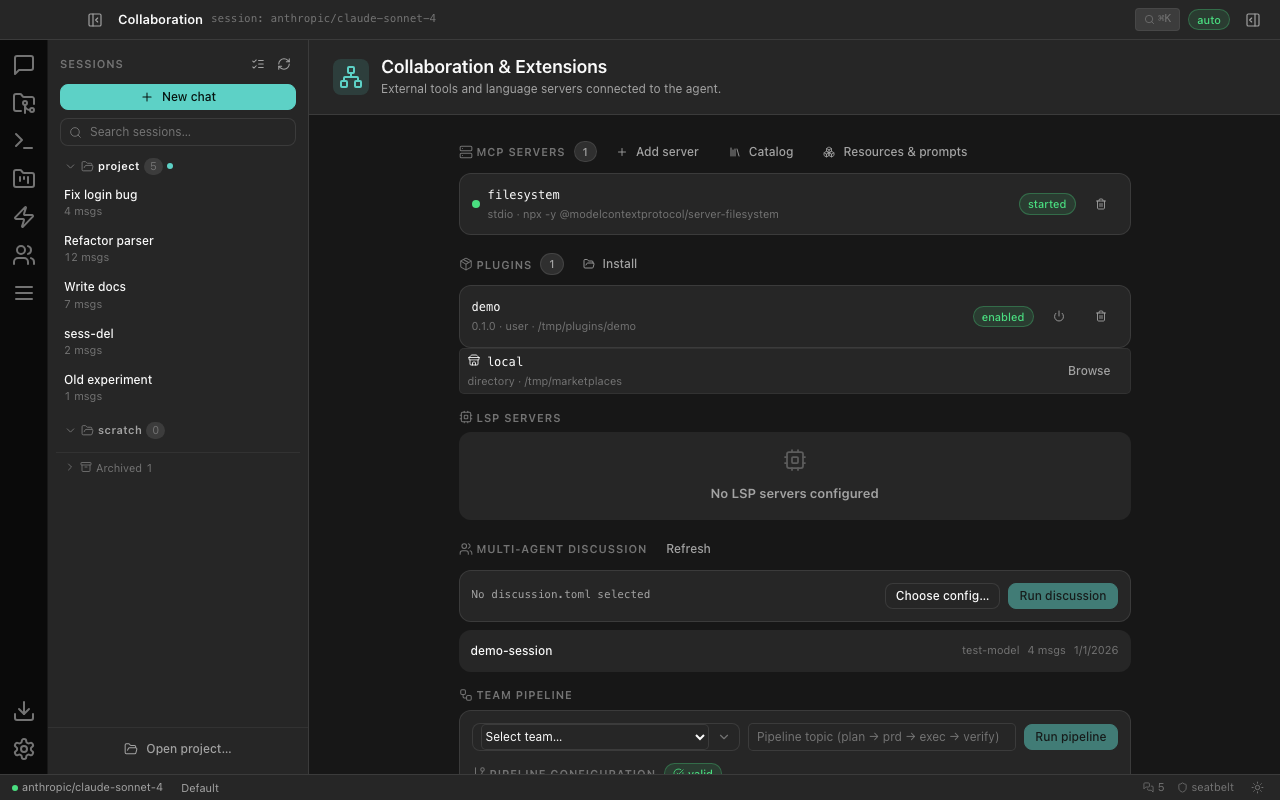 Collaboration session: anthropic/claude-sonnet-4
⌘K
auto
SESSIONS
New chat
Search sessions...
project 5
Fix login bug
4 msgs
Refactor parser
12 msgs
Write docs
7 msgs
sess-del
2 msgs
Old experiment
1 msgs
scratch 0
Archived 1
Open project...
Collaboration & Extensions
External tools and language servers connected to the agent.
MCP SERVERS 1 Add server Catalog Resources & prompts
filesystem
stdio · npx -y @modelcontextprotocol/server-filesystem
started
PLUGINS 1 Install
demo
0.1.0 · user · /tmp/plugins/demo
enabled
local
directory · /tmp/marketplaces
Browse
LSP SERVERS
No LSP servers configured
MULTI-AGENT DISCUSSION Refresh
No discussion.toml selected
Choose config... Run discussion
demo-session test-model 4 msgs 1/1/2026
TEAM PIPELINE
Select team... Pipeline topic (plan → prd → exec → verify) Run pipeline
PIPELINE CONFIGURATION valid
anthropic/claude-sonnet-4 Default
5 seatbelt